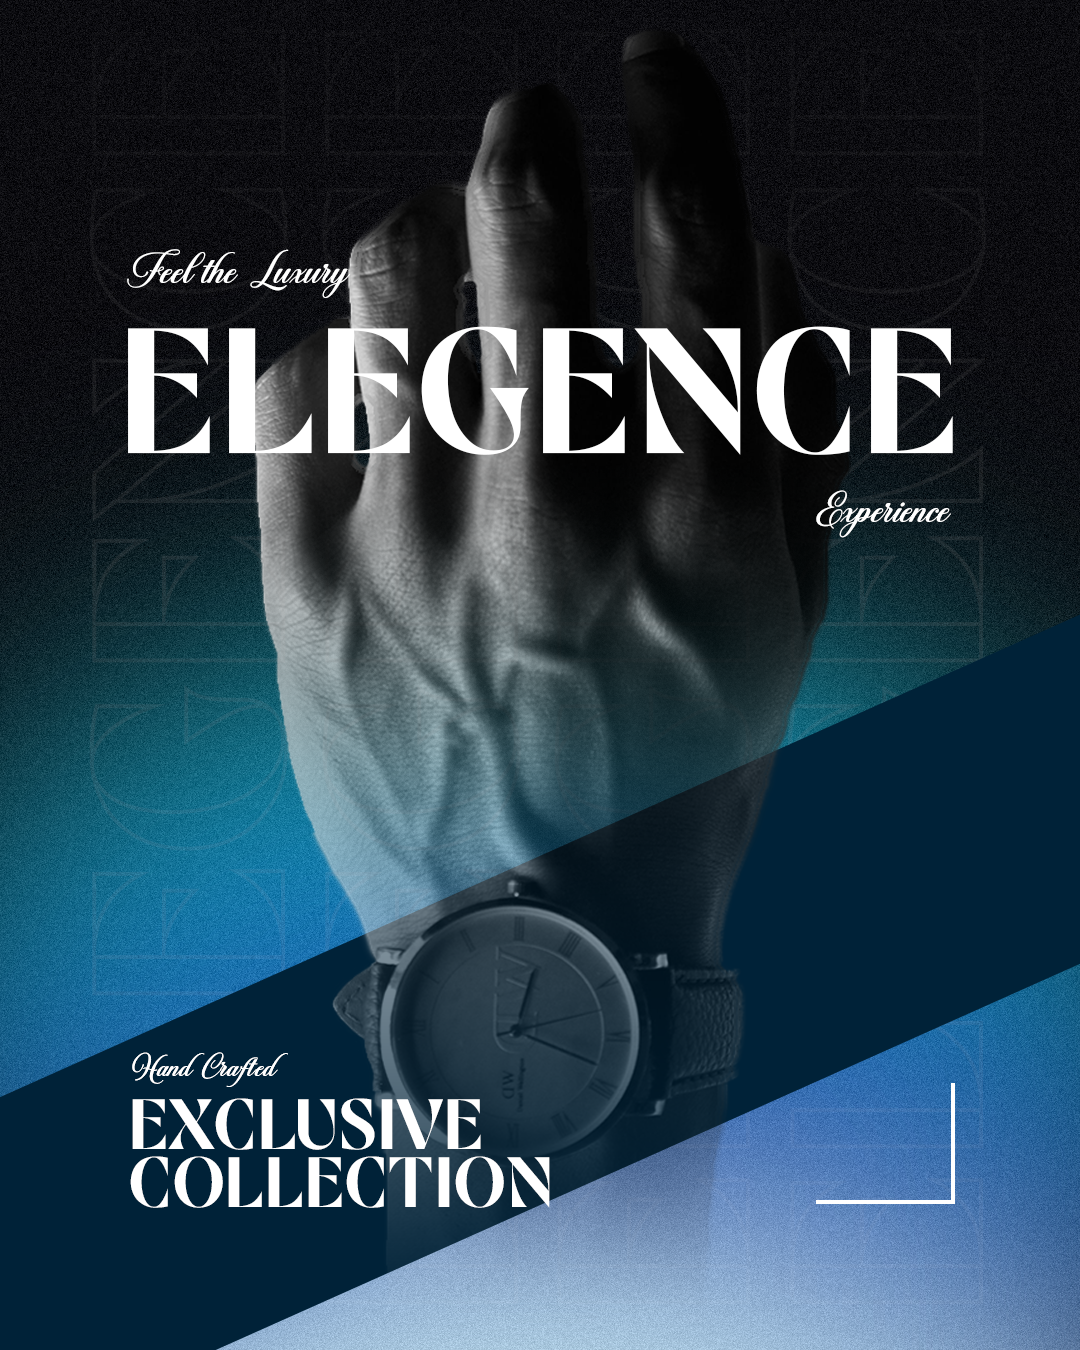 Feel the Luxury
ELEGENCE
Experience
Hand Crafted
EXCLUSIVE
COLLECTION